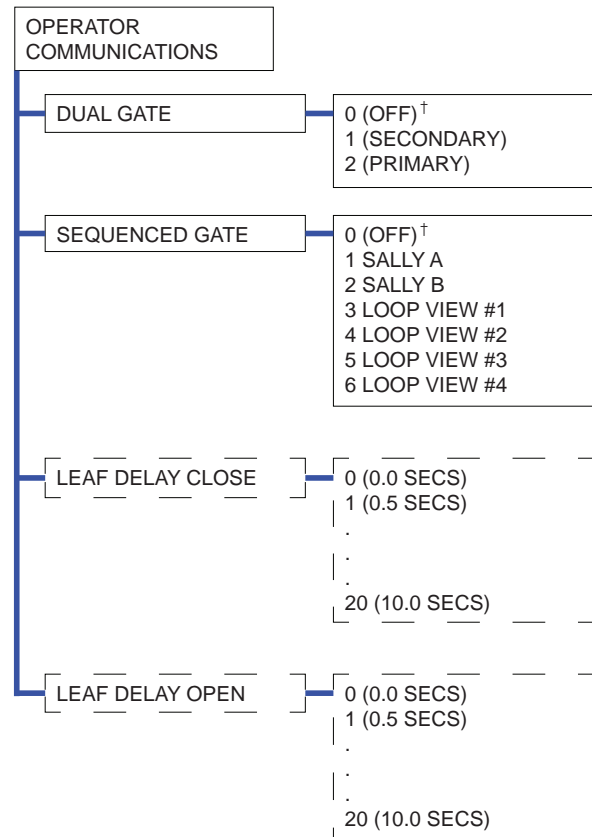 OPERATOR
COMMUNICATIONS
DUAL GATE
0 (OFF)†
1 (SECONDARY)
2 (PRIMARY)
SEQUENCED GATE
0 (OFF)†
1 SALLY A
2 SALLY B
3 LOOP VIEW #1
4 LOOP VIEW #2
5 LOOP VIEW #3
6 LOOP VIEW #4
LEAF DELAY CLOSE
0 (0.0 SECS)
1 (0.5 SECS)
.
.
.
20 (10.0 SECS)
LEAF DELAY OPEN
0 (0.0 SECS)
1 (0.5 SECS)
.
.
.
20 (10.0 SECS)